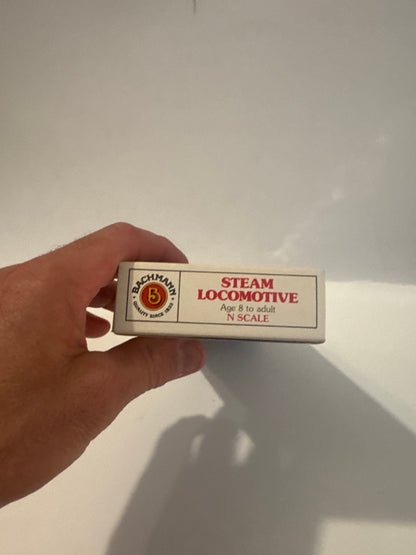 BACHMANN
B
QUALITY SINCE 1833
STEAM
LOCOMOTIVE
Age 8 to adult
N SCALE